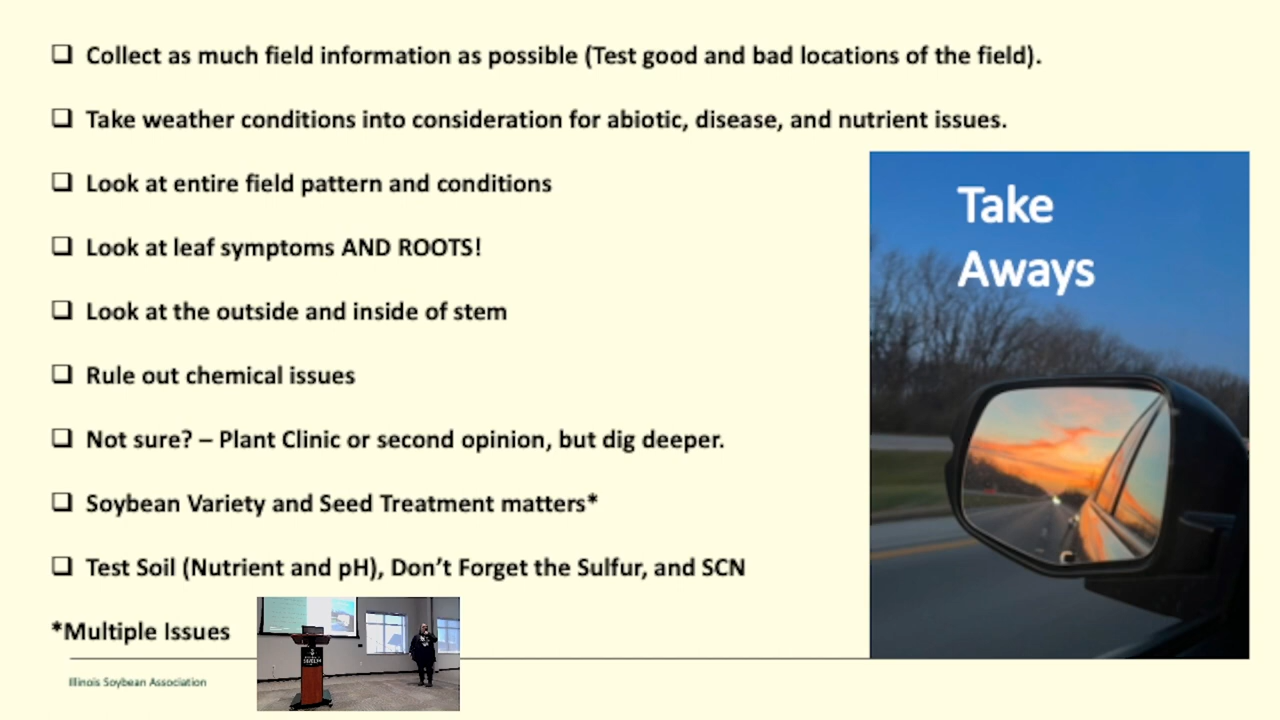 ❑ Collect as much field information as possible (Test good and bad locations of the field).
❑ Take weather conditions into consideration for abiotic, disease, and nutrient issues.
❑ Look at entire field pattern and conditions
❑ Look at leaf symptoms AND ROOTS!
❑ Look at the outside and inside of stem
❑ Rule out chemical issues
❑ Not sure? – Plant Clinic or second opinion, but dig deeper.
❑ Soybean Variety and Seed Treatment matters*
❑ Test Soil (Nutrient and pH), Don’t Forget the Sulfur, and SCN
*Multiple Issues
Illinois Soybean Association
Take
Aways